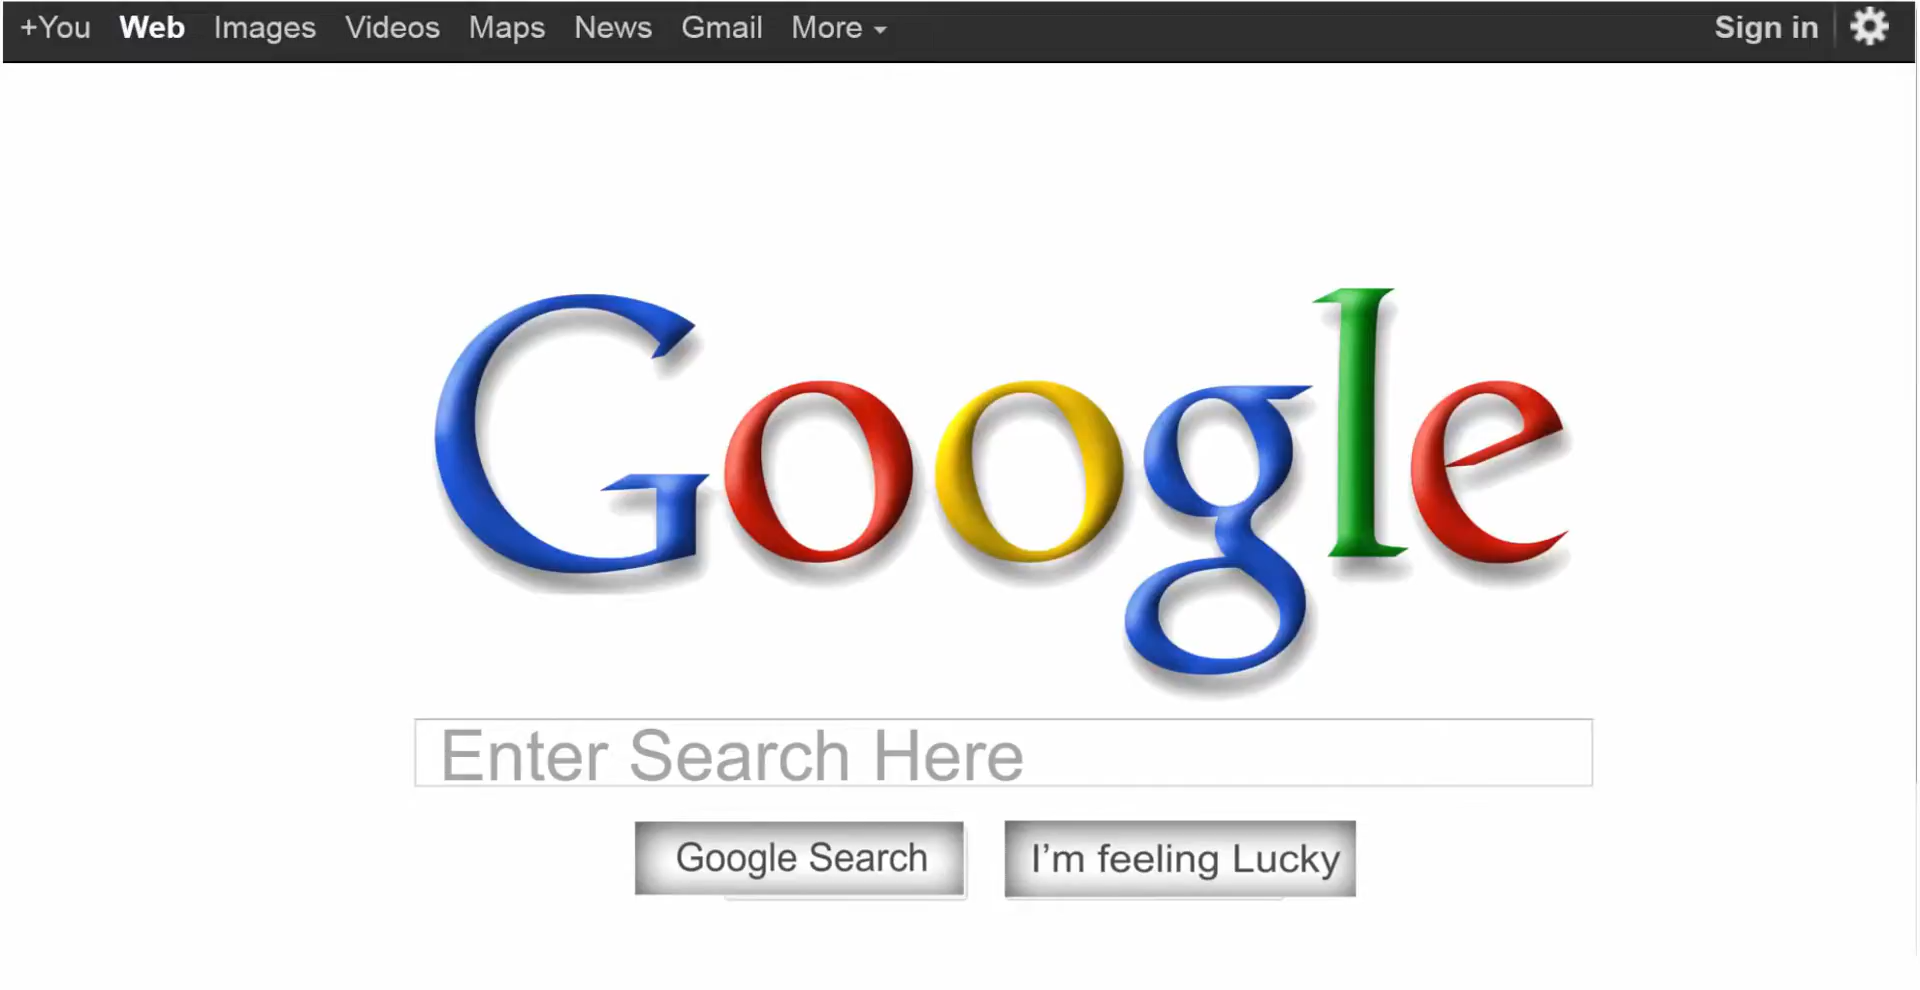 +You Web Images Videos Maps News Gmail More Sign in
Google
Enter Search Here
Google Search I’m feeling Lucky